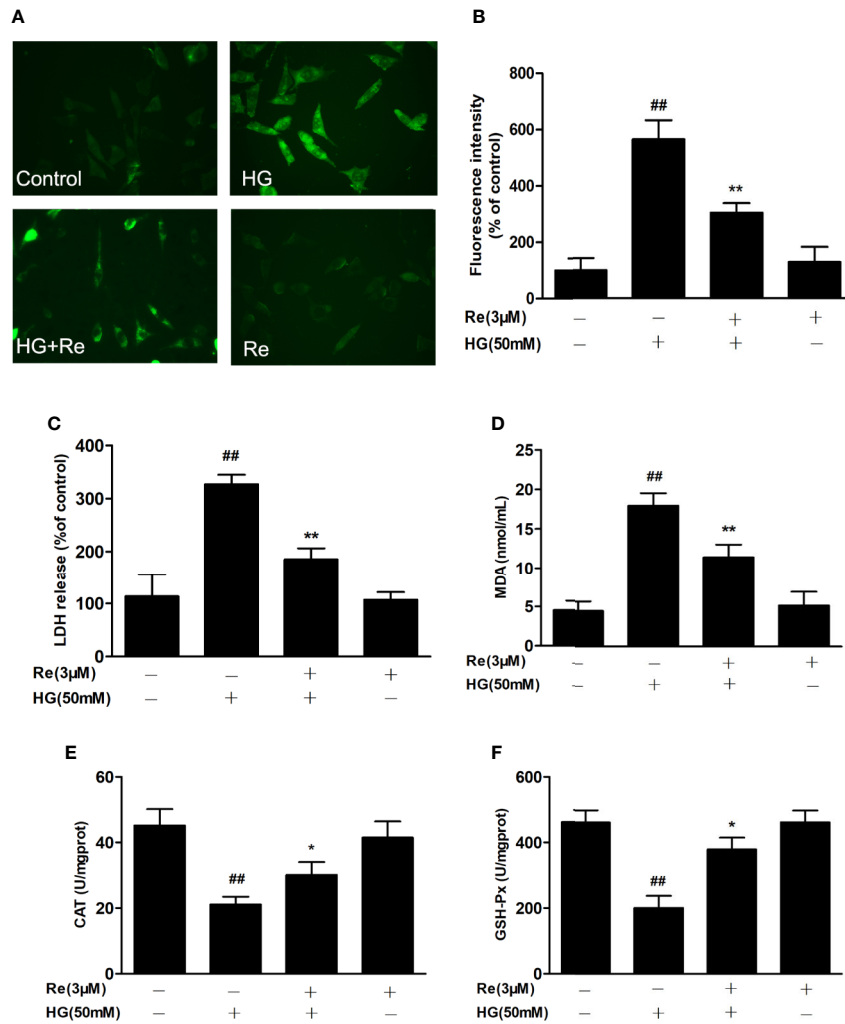 A
Control
HG
HG+Re
Re
B
Fluorescence intensity
(% of control)
800
600
400
200
0
##
**
Re(3μM) — — + +
HG(50mM) — + + —
C
LDH release (%of control)
400
300
200
100
0
##
**
Re(3μM) — — + +
HG(50mM) — + + —
D
MDA (nmol/mL)
25
20
15
10
5
0
##
**
Re(3μM) — — + +
HG(50mM) — + + —
E
CAT (U/mgprot)
60
40
20
0
##
*
Re(3μM) — — + +
HG(50mM) — + + —
F
GSH-Px (U/mgprot)
600
400
200
0
##
*
Re(3μM) — — + +
HG(50mM) — + + —